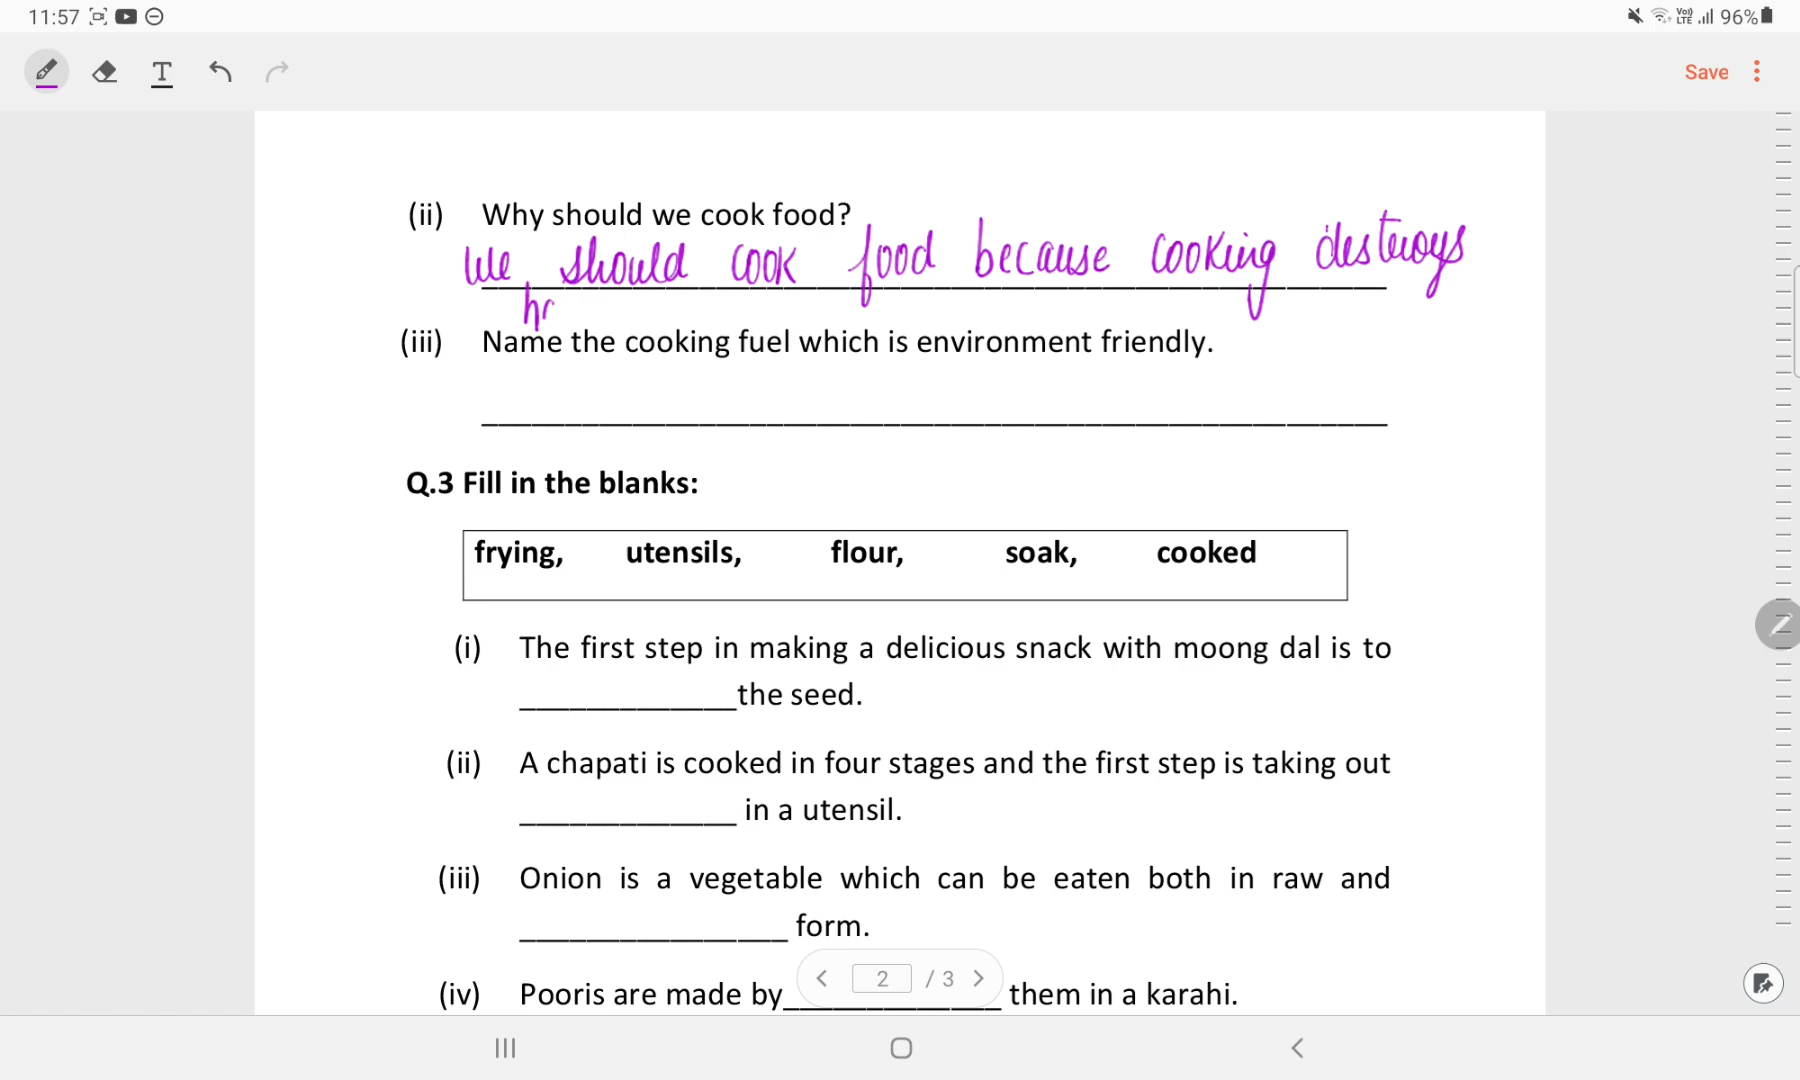 11:57 96%
Save
(ii) Why should we cook food?
We should cook food because cooking destroys
(iii) Name the cooking fuel which is environment friendly.
Q.3 Fill in the blanks:
frying, utensils, flour, soak, cooked
(i) The first step in making a delicious snack with moong dal is to
_____________the seed.
(ii) A chapati is cooked in four stages and the first step is taking out
_____________ in a utensil.
(iii) Onion is a vegetable which can be eaten both in raw and
________________ form.
(iv) Pooris are made by_____________ them in a karahi.
2 / 3